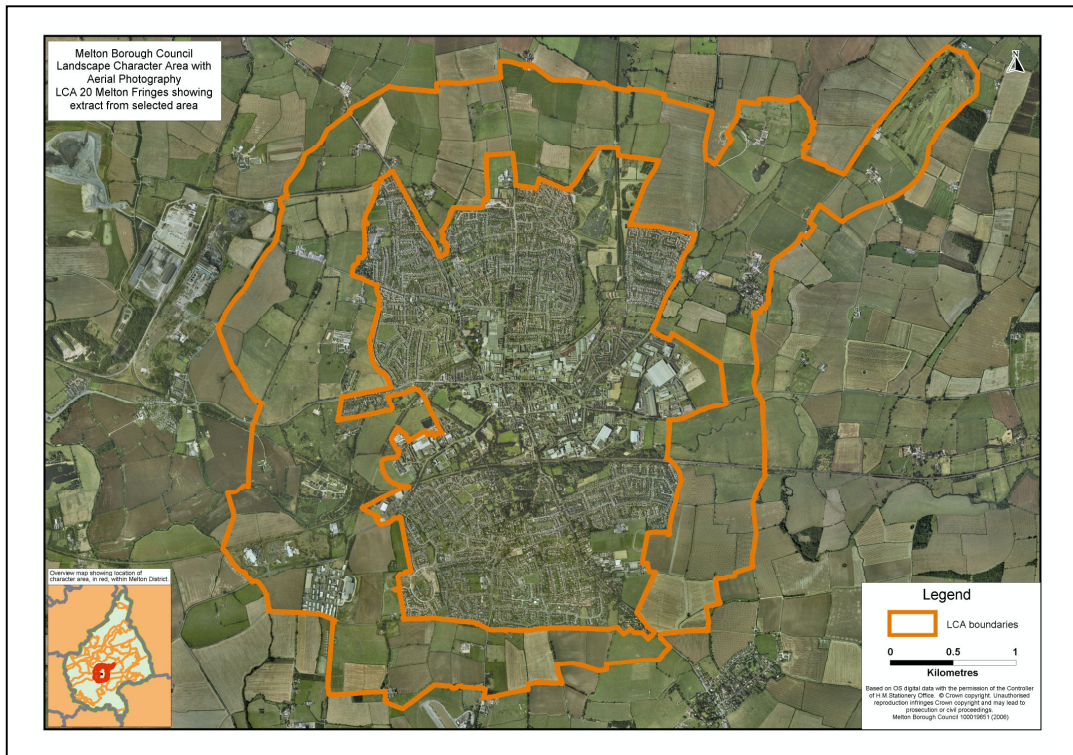 Melton Borough Council
Landscape Character Area with
Aerial Photography
LCA 20 Melton Fringes showing
extract from selected area
N
Overview map showing location of
character area, in red, within Melton District.
Legend
LCA boundaries
0 0.5 1
Kilometres
Based on OS digital data with the permission of the Controller
of H.M.Stationery Office. © Crown copyright. Unauthorised
reproduction infringes Crown copyright and may lead to
prosecution or civil proceedings.
Melton Borough Council 100019651 (2006)